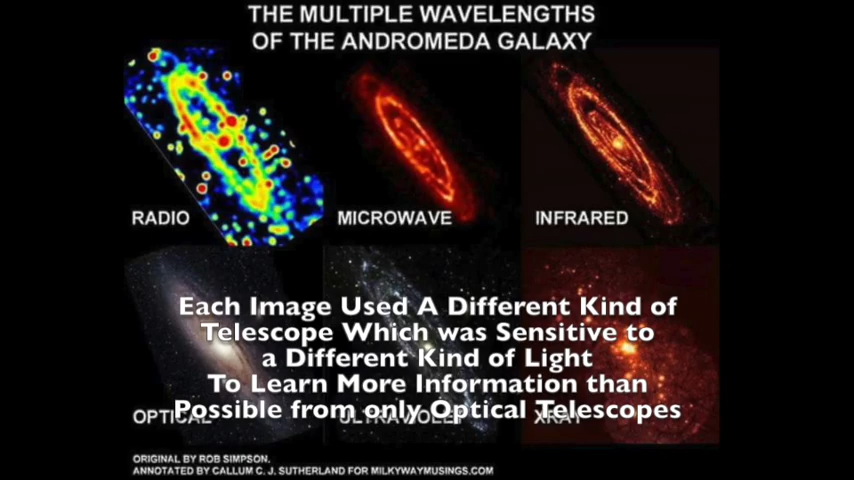 THE MULTIPLE WAVELENGTHS
OF THE ANDROMEDA GALAXY
RADIO
MICROWAVE
INFRARED
Each Image Used A Different Kind of
Telescope Which was Sensitive to
a Different Kind of Light
To Learn More Information than
Possible from only Optical Telescopes
OPTICAL
ULTRAVIOLET
XRAY
ORIGINAL BY ROB SIMPSON.
ANNOTATED BY CALLUM C. J. SUTHERLAND FOR MILKYWAYMUSINGS.COM